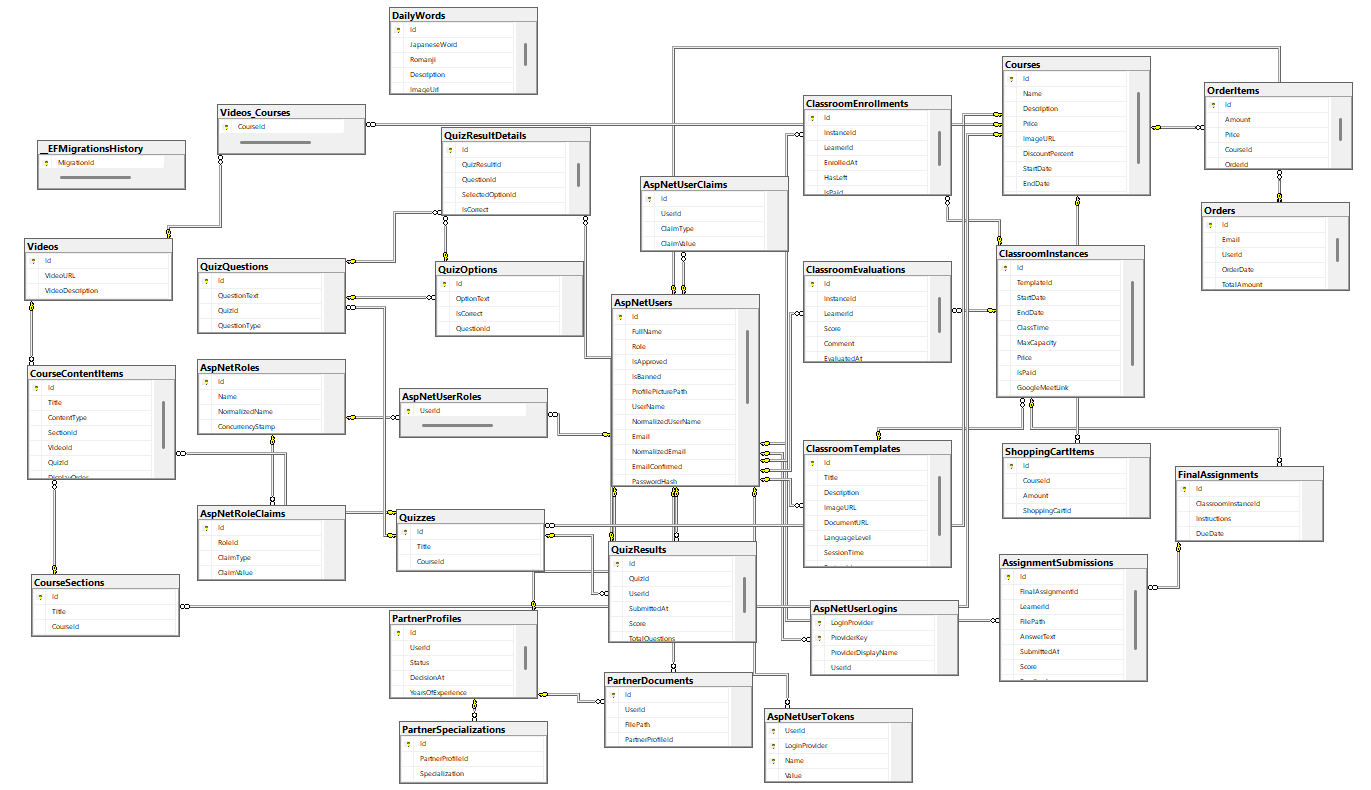 DailyWords
Id
JapaneseWord
Romanji
Description
ImageUrl
Videos_Courses
CourseId
__EFMigrationsHistory
MigrationId
QuizResultDetails
Id
QuizResultId
QuestionId
SelectedOptionId
IsCorrect
AspNetUserClaims
Id
UserId
ClaimType
ClaimValue
ClassroomEnrollments
Id
InstanceId
LearnerId
EnrolledAt
HasLeft
IsPaid
Courses
Id
Name
Description
Price
ImageURL
DiscountPercent
StartDate
EndDate
OrderItems
Id
Amount
Price
CourseId
OrderId
Orders
Id
Email
UserId
OrderDate
TotalAmount
Videos
Id
VideoURL
VideoDescription
QuizQuestions
Id
QuestionText
QuizId
QuestionType
QuizOptions
Id
OptionText
IsCorrect
QuestionId
AspNetUsers
Id
FullName
Role
IsApproved
IsBanned
ProfilePicturePath
UserName
NormalizedUserName
Email
NormalizedEmail
EmailConfirmed
PasswordHash
ClassroomEvaluations
Id
InstanceId
LearnerId
Score
Comment
EvaluatedAt
ClassroomInstances
Id
TemplateId
StartDate
EndDate
ClassTime
MaxCapacity
Price
IsPaid
GoogleMeetLink
CourseContentItems
Id
Title
ContentType
SectionId
VideoId
QuizId
DisplayOrder
AspNetRoles
Id
Name
NormalizedName
ConcurrencyStamp
AspNetUserRoles
UserId
ClassroomTemplates
Id
Title
Description
ImageURL
DocumentURL
LanguageLevel
SessionTime
ShoppingCartItems
Id
CourseId
Amount
ShoppingCartId
FinalAssignments
Id
ClassroomInstanceId
Instructions
DueDate
AspNetRoleClaims
Id
RoleId
ClaimType
ClaimValue
Quizzes
Id
Title
CourseId
QuizResults
Id
QuizId
UserId
SubmittedAt
Score
TotalQuestions
AssignmentSubmissions
Id
FinalAssignmentId
LearnerId
FilePath
AnswerText
SubmittedAt
Score
CourseSections
Id
Title
CourseId
PartnerProfiles
Id
UserId
Status
DecisionAt
YearsOfExperience
AspNetUserLogins
LoginProvider
ProviderKey
ProviderDisplayName
UserId
PartnerDocuments
Id
UserId
FilePath
PartnerProfileId
PartnerSpecializations
Id
PartnerProfileId
Specialization
AspNetUserTokens
UserId
LoginProvider
Name
Value